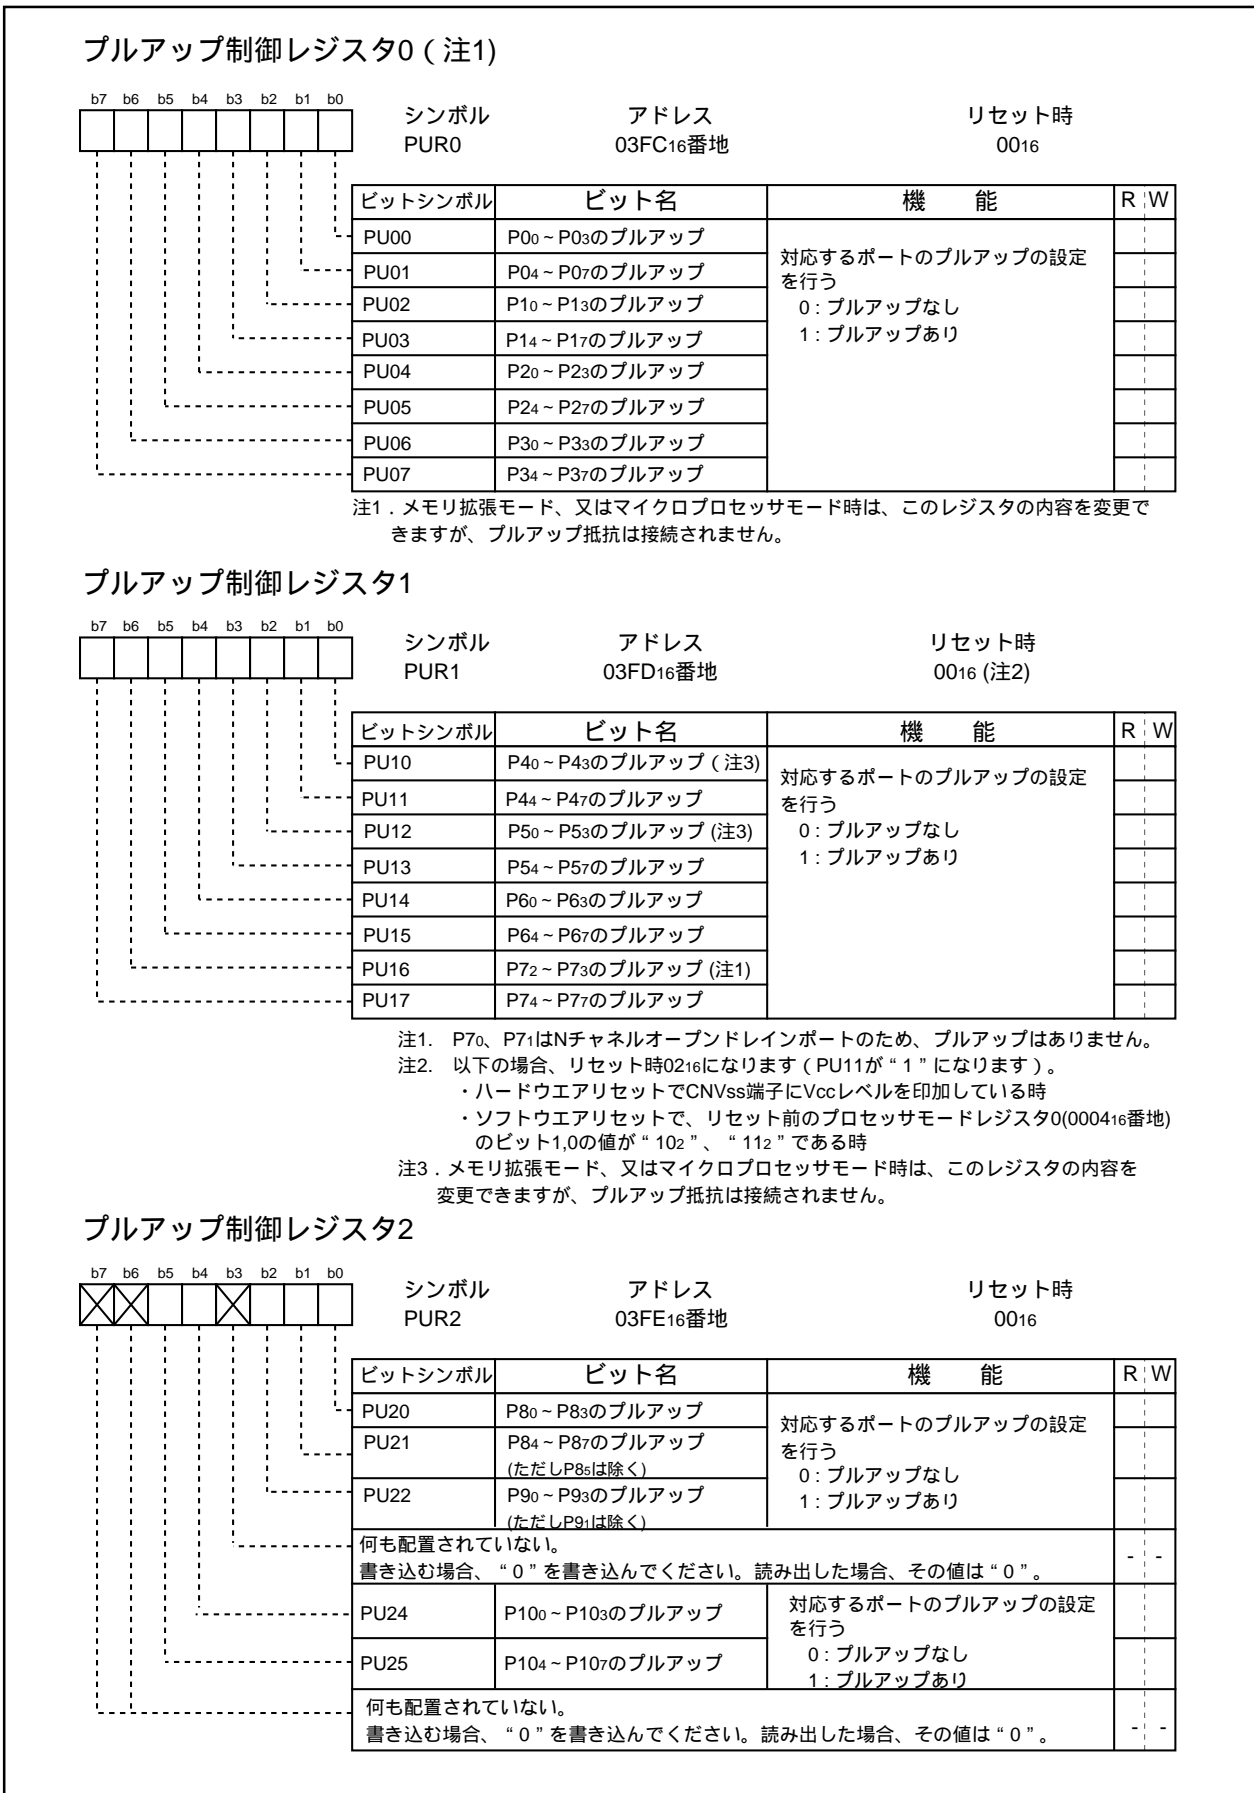 プルアップ制御レジスタ0（注1)
b7 b6 b5 b4 b3 b2 b1 b0
シンボル アドレス リセット時
PUR0 03FC16番地 0016
ビットシンボル ビット名 機 能 R W
PU00 P00~P03のプルアップ
対応するポートのプルアップの設定
を行う
0 : プルアップなし
1 : プルアップあり
PU01 P04~P07のプルアップ
PU02 P10~P13のプルアップ
PU03 P14~P17のプルアップ
PU04 P20~P23のプルアップ
PU05 P24~P27のプルアップ
PU06 P30~P33のプルアップ
PU07 P34~P37のプルアップ
注1．メモリ拡張モード、又はマイクロプロセッサモード時は、このレジスタの内容を変更で
きますが、プルアップ抵抗は接続されません。
プルアップ制御レジスタ1
b7 b6 b5 b4 b3 b2 b1 b0
シンボル アドレス リセット時
PUR1 03FD16番地 0016 (注2)
ビットシンボル ビット名 機 能 R W
PU10 P40~P43のプルアップ（注3)
対応するポートのプルアップの設定
を行う
0 : プルアップなし
1 : プルアップあり
PU11 P44~P47のプルアップ
PU12 P50~P53のプルアップ (注3)
PU13 P54~P57のプルアップ
PU14 P60~P63のプルアップ
PU15 P64~P67のプルアップ
PU16 P72~P73のプルアップ (注1)
PU17 P74~P77のプルアップ
注1. P70、P71はNチャネルオープンドレインポートのため、プルアップはありません。
注2. 以下の場合、リセット時0216になります（PU11が“1”になります）。
・ハードウエアリセットでCNVss端子にVccレベルを印加している時
・ソフトウエアリセットで、リセット前のプロセッサモードレジスタ0(000416番地)
のビット1,0の値が“102”、“112”である時
注3．メモリ拡張モード、又はマイクロプロセッサモード時は、このレジスタの内容を
変更できますが、プルアップ抵抗は接続されません。
プルアップ制御レジスタ2
b7 b6 b5 b4 b3 b2 b1 b0
シンボル アドレス リセット時
PUR2 03FE16番地 0016
ビットシンボル ビット名 機 能 R W
PU20 P80~P83のプルアップ
対応するポートのプルアップの設定
を行う
0 : プルアップなし
1 : プルアップあり
PU21 P84~P87のプルアップ
(ただしP85は除く)
PU22 P90~P93のプルアップ
(ただしP91は除く)
何も配置されていない。
書き込む場合、“0”を書き込んでください。読み出した場合、その値は“0”。 - -
PU24 P100~P103のプルアップ
対応するポートのプルアップの設定
を行う
0 : プルアップなし
1 : プルアップあり
PU25 P104~P107のプルアップ
何も配置されていない。
書き込む場合、“0”を書き込んでください。読み出した場合、その値は“0”。 - -